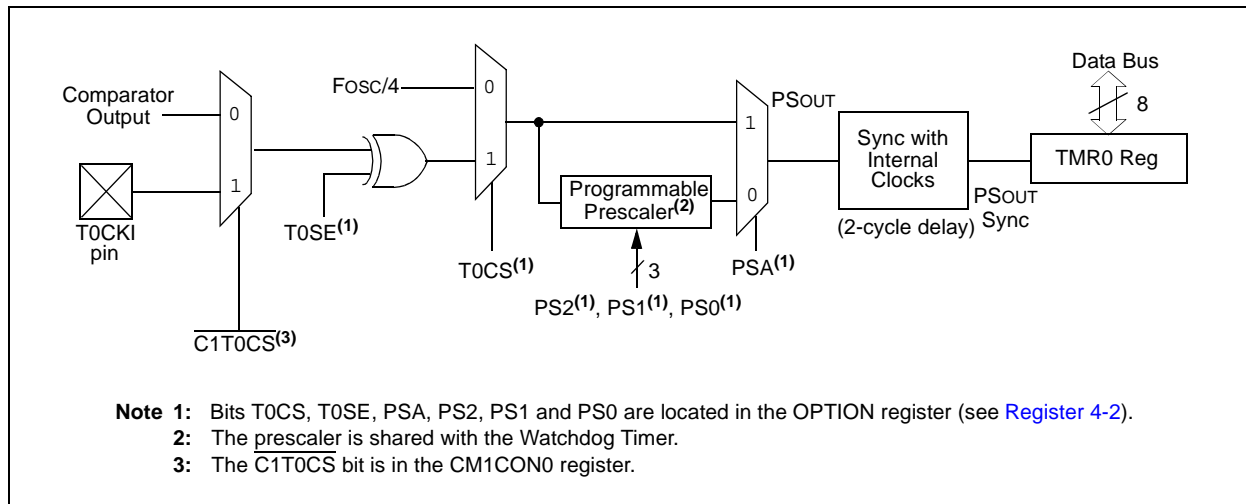 Data Bus
8
Comparator
Output
0
FOSC/4
0
PSOUT
1
Sync with
Internal
Clocks
TMR0 Reg
1
T0CKI
pin
1
Programmable
Prescaler(2)
0
PSOUT
Sync
T0SE(1)
(2-cycle delay)
T0CS(1)
3
PSA(1)
PS2(1), PS1(1), PS0(1)
C1T0CS(3)
Note 1: Bits T0CS, T0SE, PSA, PS2, PS1 and PS0 are located in the OPTION register (see Register 4-2).
2: The prescaler is shared with the Watchdog Timer.
3: The C1T0CS bit is in the CM1CON0 register.